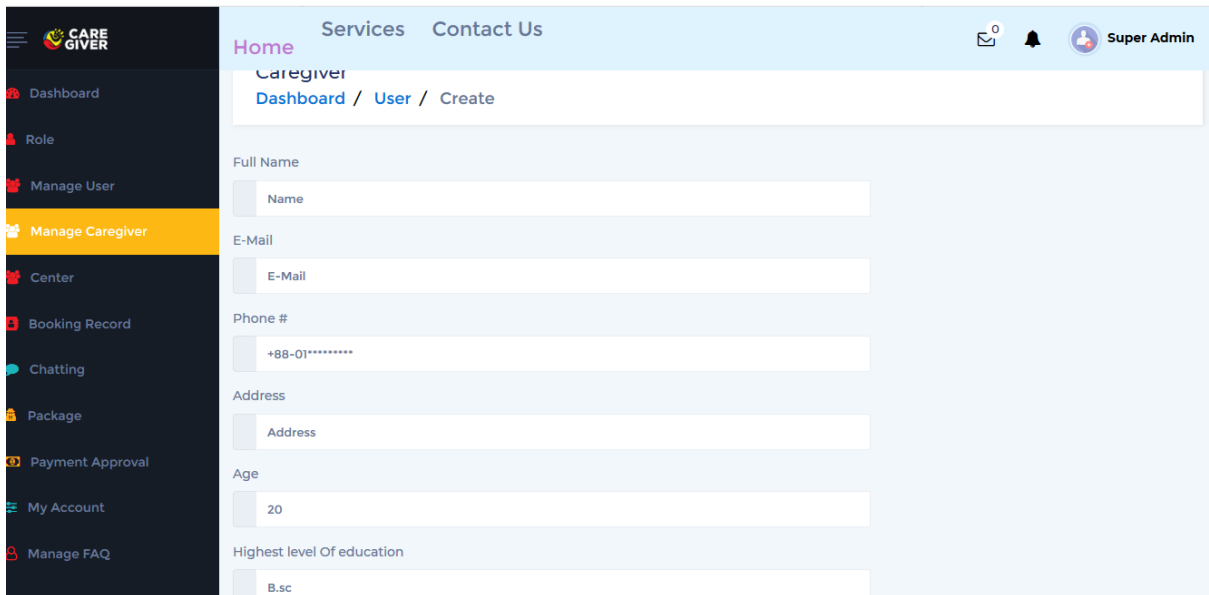 CARE
GIVER
Home
Services
Contact Us
0
Super Admin
Dashboard
Role
Manage User
Manage Caregiver
Center
Booking Record
Chatting
Package
Payment Approval
My Account
Manage FAQ
Caregiver
Dashboard / User / Create
Full Name
Name
E-Mail
E-Mail
Phone #
+88-01*********
Address
Address
Age
20
Highest level Of education
B.sc